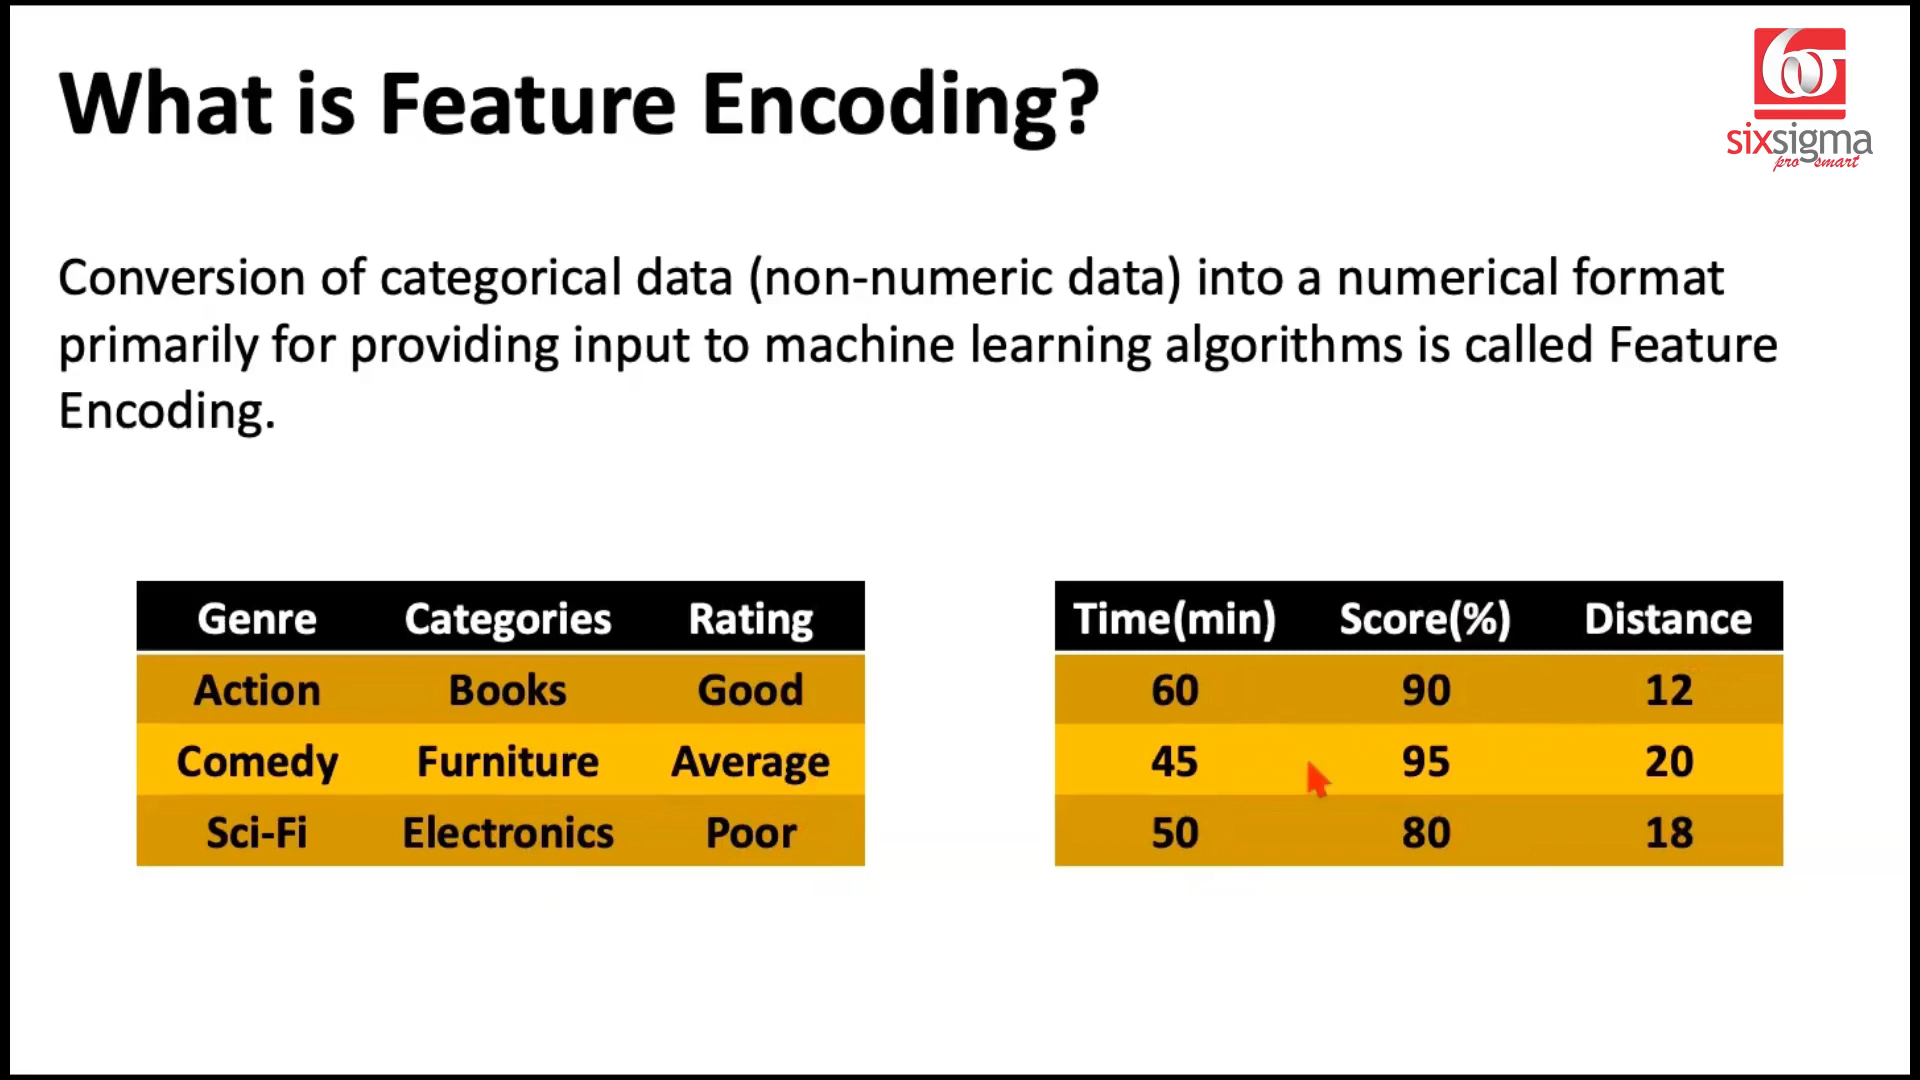 What is Feature Encoding?
sixsigma
pro smart
Conversion of categorical data (non-numeric data) into a numerical format
primarily for providing input to machine learning algorithms is called Feature
Encoding.
Genre Categories Rating
Action Books Good
Comedy Furniture Average
Sci-Fi Electronics Poor
Time(min) Score(%) Distance
60 90 12
45 95 20
50 80 18